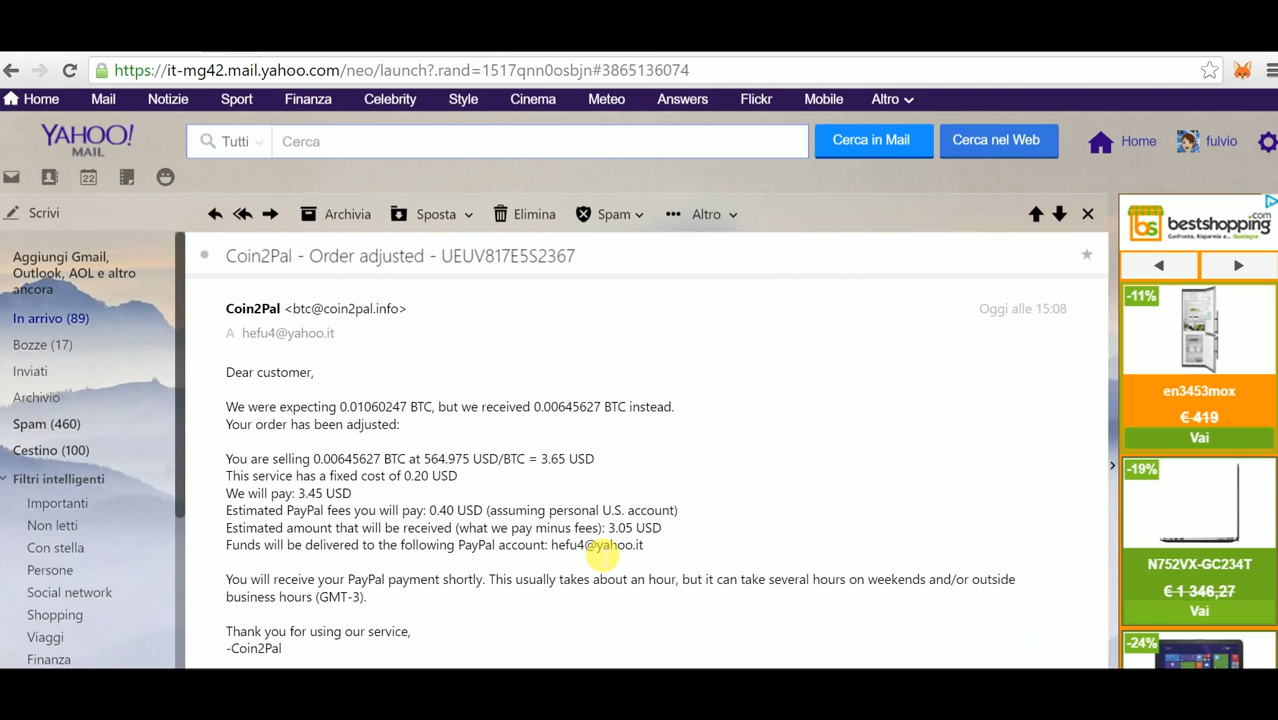 https://it-mg42.mail.yahoo.com/neo/launch?.rand=1517qnn0osbjn#3865136074
Home Mail Notizie Sport Finanza Celebrity Style Cinema Meteo Answers Flickr Mobile Altro
YAHOO!
MAIL
Tutti Cerca Cerca in Mail Cerca nel Web Home fulvio
22
Scrivi
Archivia Sposta Elimina Spam Altro
Aggiungi Gmail,
Outlook, AOL e altro
ancora
In arrivo (89)
Bozze (17)
Inviati
Archivio
Spam (460)
Cestino (100)
Filtri intelligenti
Importanti
Non letti
Con stella
Persone
Social network
Shopping
Viaggi
Finanza
Coin2Pal - Order adjusted - UEUV817E5S2367
Coin2Pal <btc@coin2pal.info> Oggi alle 15:08
A hefu4@yahoo.it
Dear customer,
We were expecting 0.01060247 BTC, but we received 0.00645627 BTC instead.
Your order has been adjusted:
You are selling 0.00645627 BTC at 564.975 USD/BTC = 3.65 USD
This service has a fixed cost of 0.20 USD
We will pay: 3.45 USD
Estimated PayPal fees you will pay: 0.40 USD (assuming personal U.S. account)
Estimated amount that will be received (what we pay minus fees): 3.05 USD
Funds will be delivered to the following PayPal account: hefu4@yahoo.it
You will receive your PayPal payment shortly. This usually takes about an hour, but it can take several hours on weekends and/or outside
business hours (GMT-3).
Thank you for using our service,
-Coin2Pal
bs bestshopping.com
-11%
en3453mox
€ 419
Vai
-19%
N752VX-GC234T
€ 1 346,27
Vai
-24%